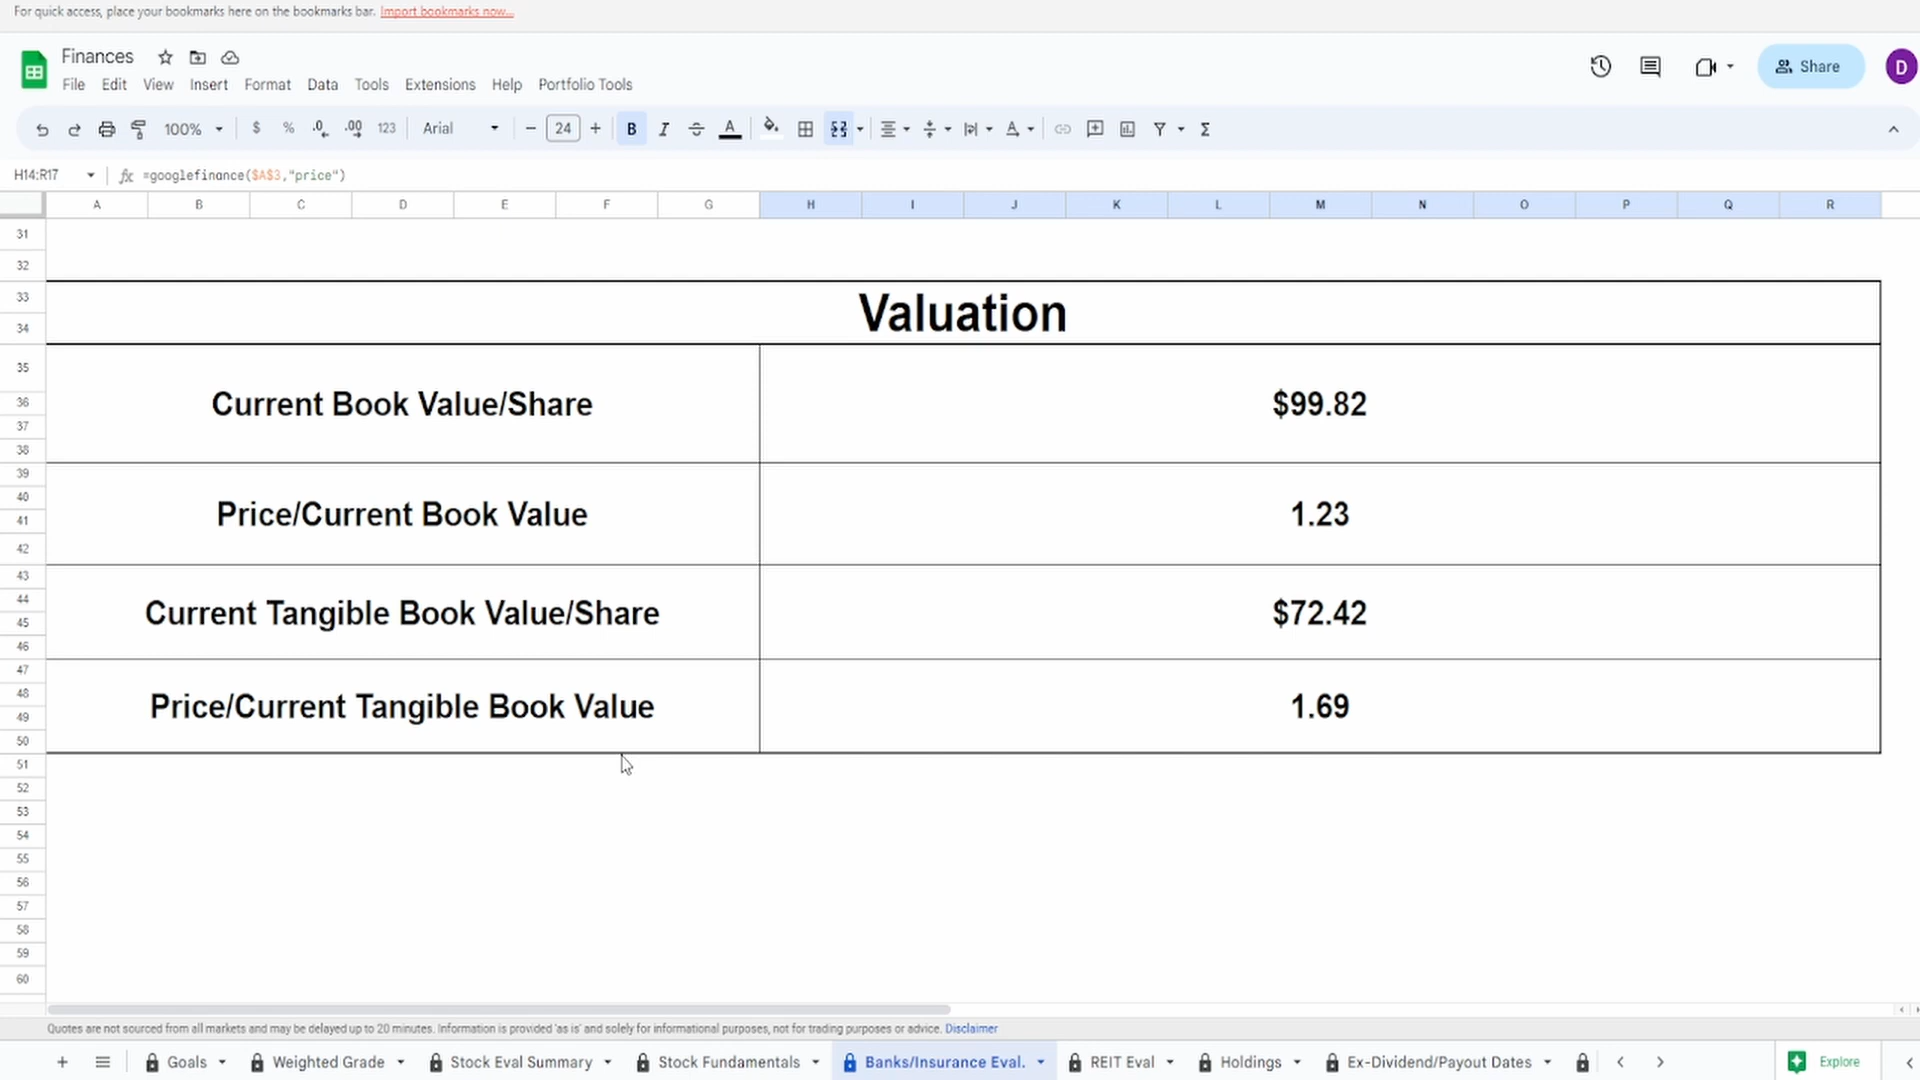 For quick access, place your bookmarks here on the bookmarks bar. Import bookmarks now...
Finances
File Edit View Insert Format Data Tools Extensions Help Portfolio Tools
Share
D
100% $ % .0 .00 123 Arial 24 B I A Σ
H14:R17 fx =googlefinance($A$3,"price")
A B C D E F G H I J K L M N O P Q R
31
32
33
34
Valuation
35
36
37
38
Current Book Value/Share $99.82
39
40
41
42
Price/Current Book Value 1.23
43
44
45
46
Current Tangible Book Value/Share $72.42
47
48
49
50
Price/Current Tangible Book Value 1.69
51
52
53
54
55
56
57
58
59
60
Quotes are not sourced from all markets and may be delayed up to 20 minutes. Information is provided 'as is' and solely for informational purposes, not for trading purposes or advice. Disclaimer
Goals Weighted Grade Stock Eval Summary Stock Fundamentals Banks/Insurance Eval. REIT Eval Holdings Ex-Dividend/Payout Dates Explore